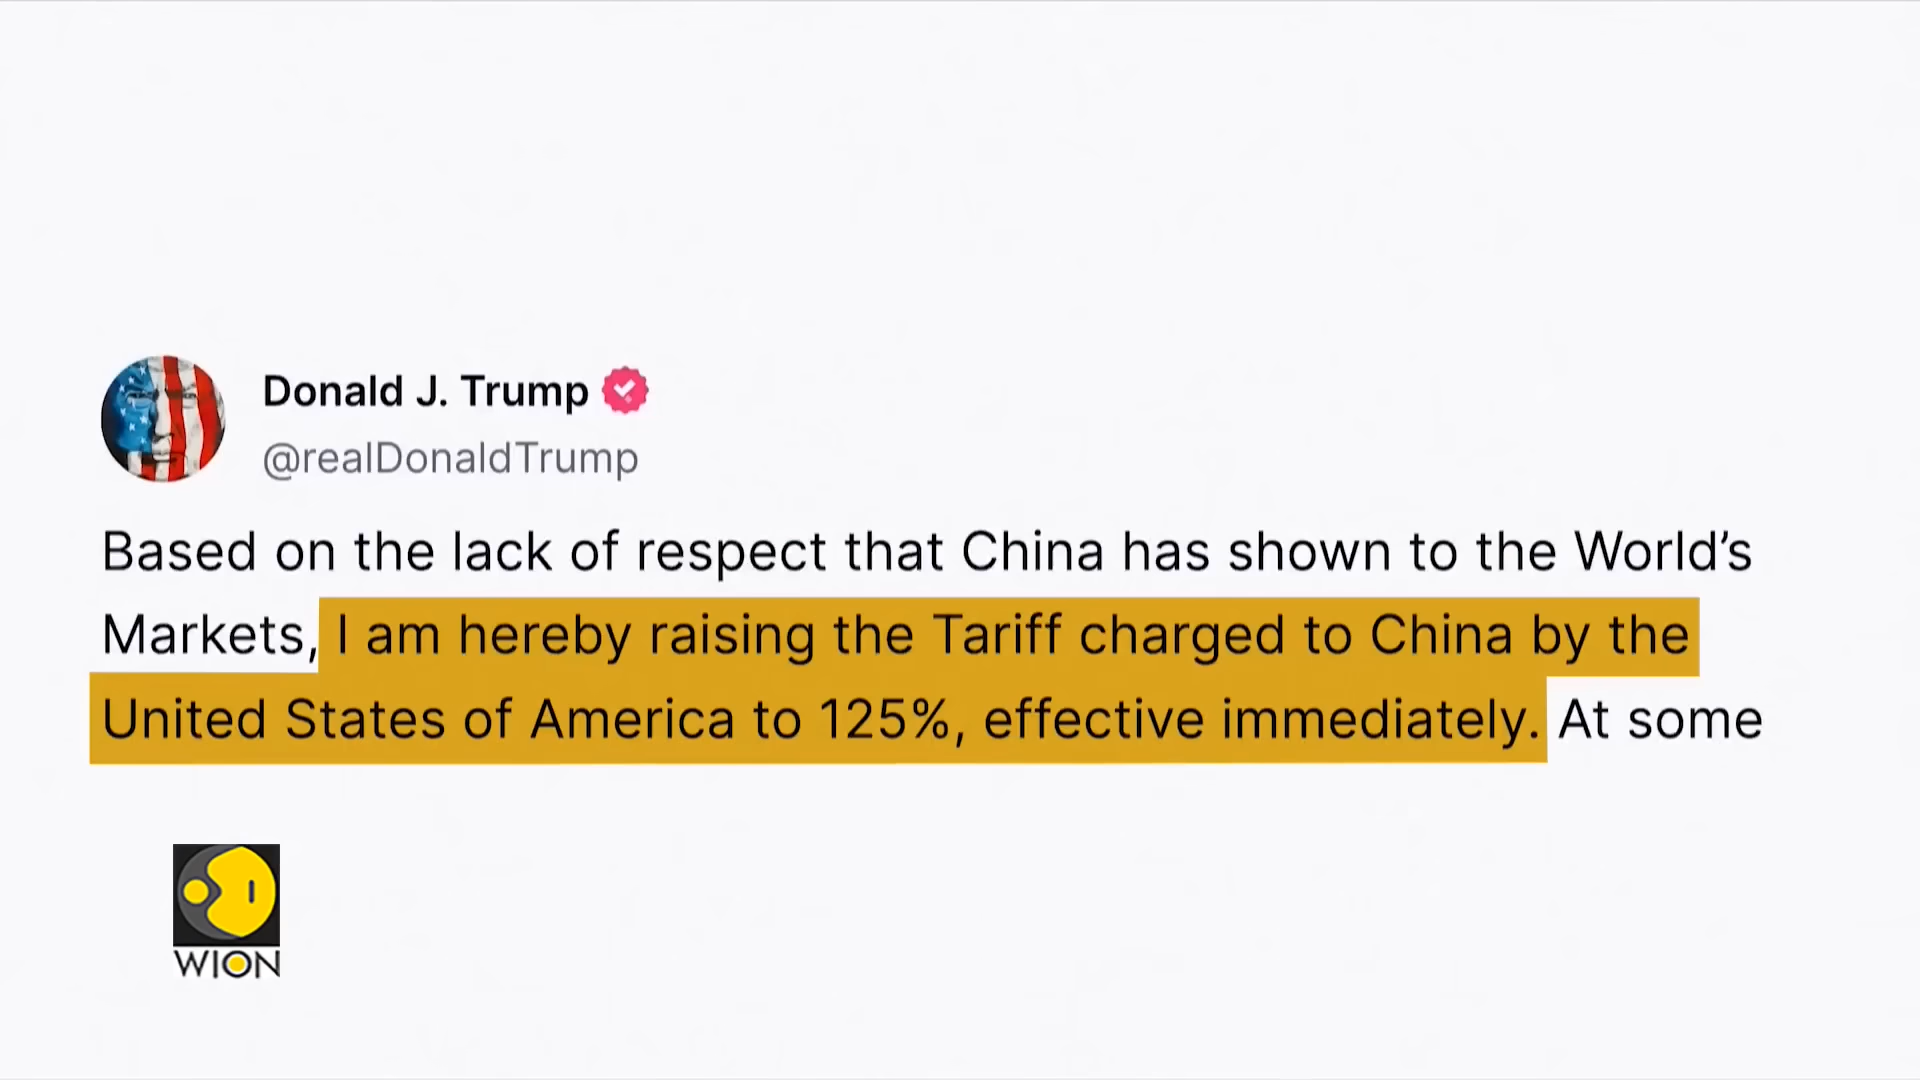 Donald J. Trump
@realDonaldTrump
Based on the lack of respect that China has shown to the World’s
Markets, I am hereby raising the Tariff charged to China by the
United States of America to 125%, effective immediately. At some
WION